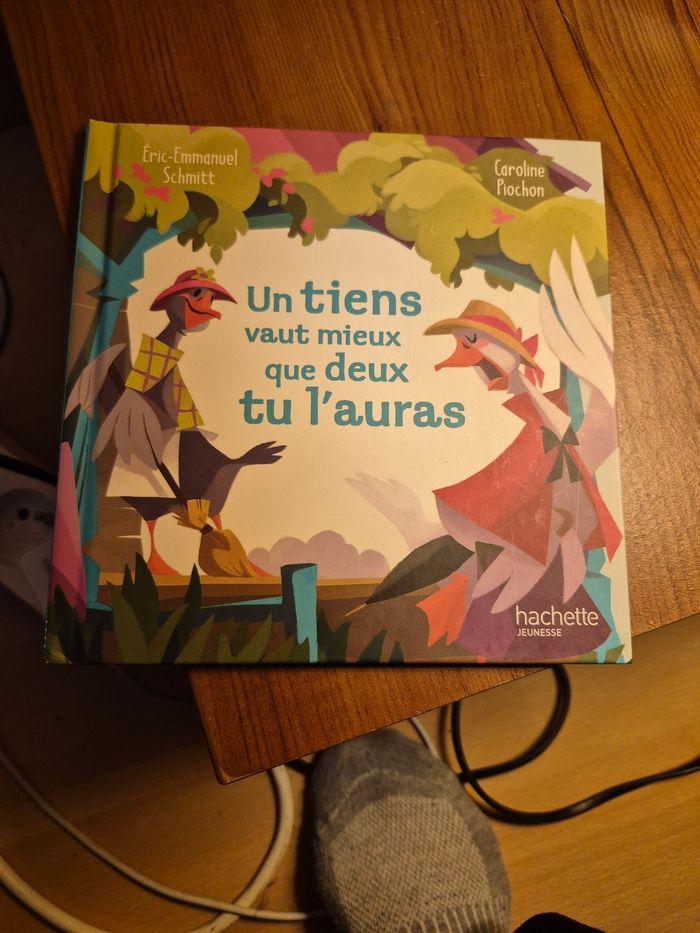 Éric-Emmanuel
Schmitt
Caroline
Piochon
Un tiens
vaut mieux
que deux
tu l'auras
hachette
JEUNESSE